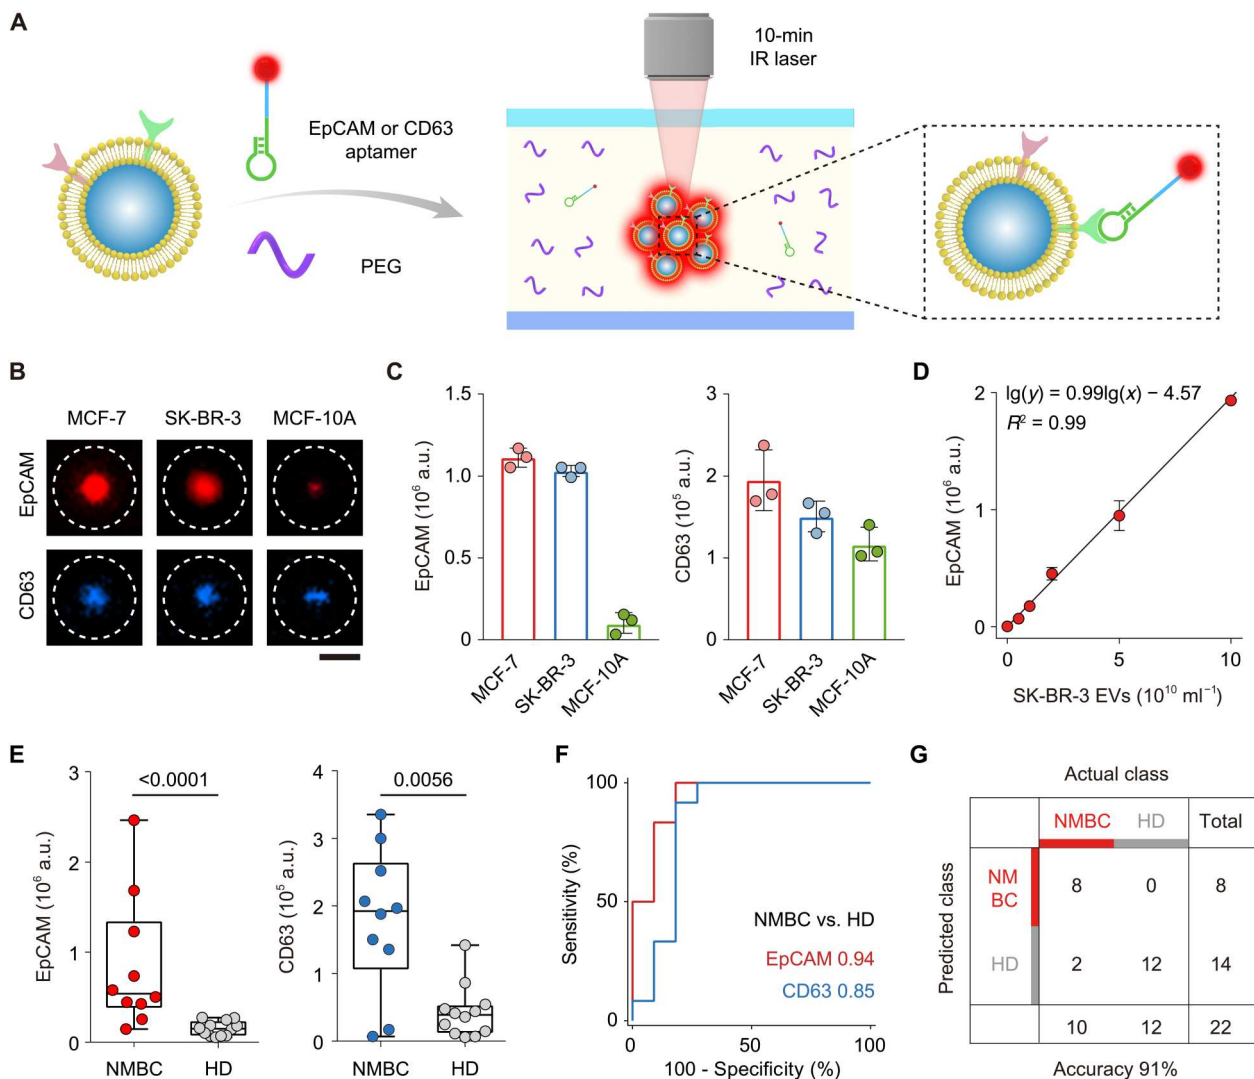 A
10-min
IR laser
EpCAM or CD63
aptamer
PEG
B
MCF-7
SK-BR-3
MCF-10A
EpCAM
CD63
C
1.5
1.0
0.5
0
EpCAM (10⁶ a.u.)
MCF-7
SK-BR-3
MCF-10A
3
2
1
0
CD63 (10⁵ a.u.)
MCF-7
SK-BR-3
MCF-10A
D
lg(y) = 0.99lg(x) − 4.57
R² = 0.99
2
1
0
EpCAM (10⁶ a.u.)
0
5
10
SK-BR-3 EVs (10¹⁰ ml⁻¹)
E
<0.0001
3
2
1
0
EpCAM (10⁶ a.u.)
NMBC
HD
0.0056
4
3
2
1
0
CD63 (10⁵ a.u.)
NMBC
HD
F
100
50
0
Sensitivity (%)
NMBC vs. HD
EpCAM 0.94
CD63 0.85
0
50
100
100 - Specificity (%)
G
Actual class
NMBC HD Total
Predicted class
NM
BC
8 0 8
HD 2 12 14
10 12 22
Accuracy 91%